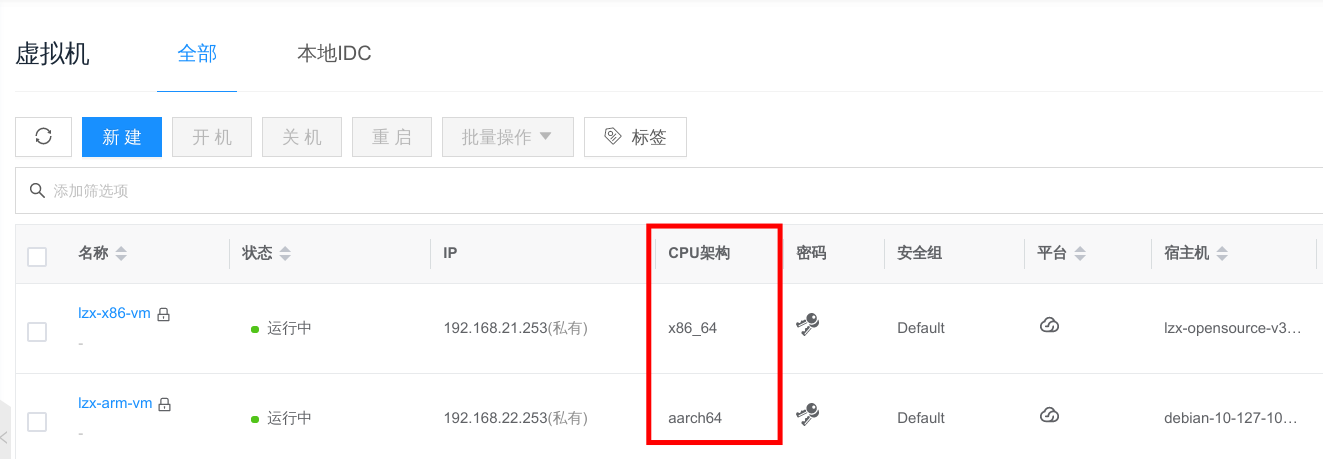 虚拟机 全部 本地IDC
新 建 开 机 关 机 重 启 批量操作 标签
添加筛选项
名称 状态 IP CPU架构 密码 安全组 平台 宿主机
lzx-x86-vm 运行中 192.168.21.253(私有) x86_64 Default lzx-opensource-v3...
-
lzx-arm-vm 运行中 192.168.22.253(私有) aarch64 Default debian-10-127-10...
-